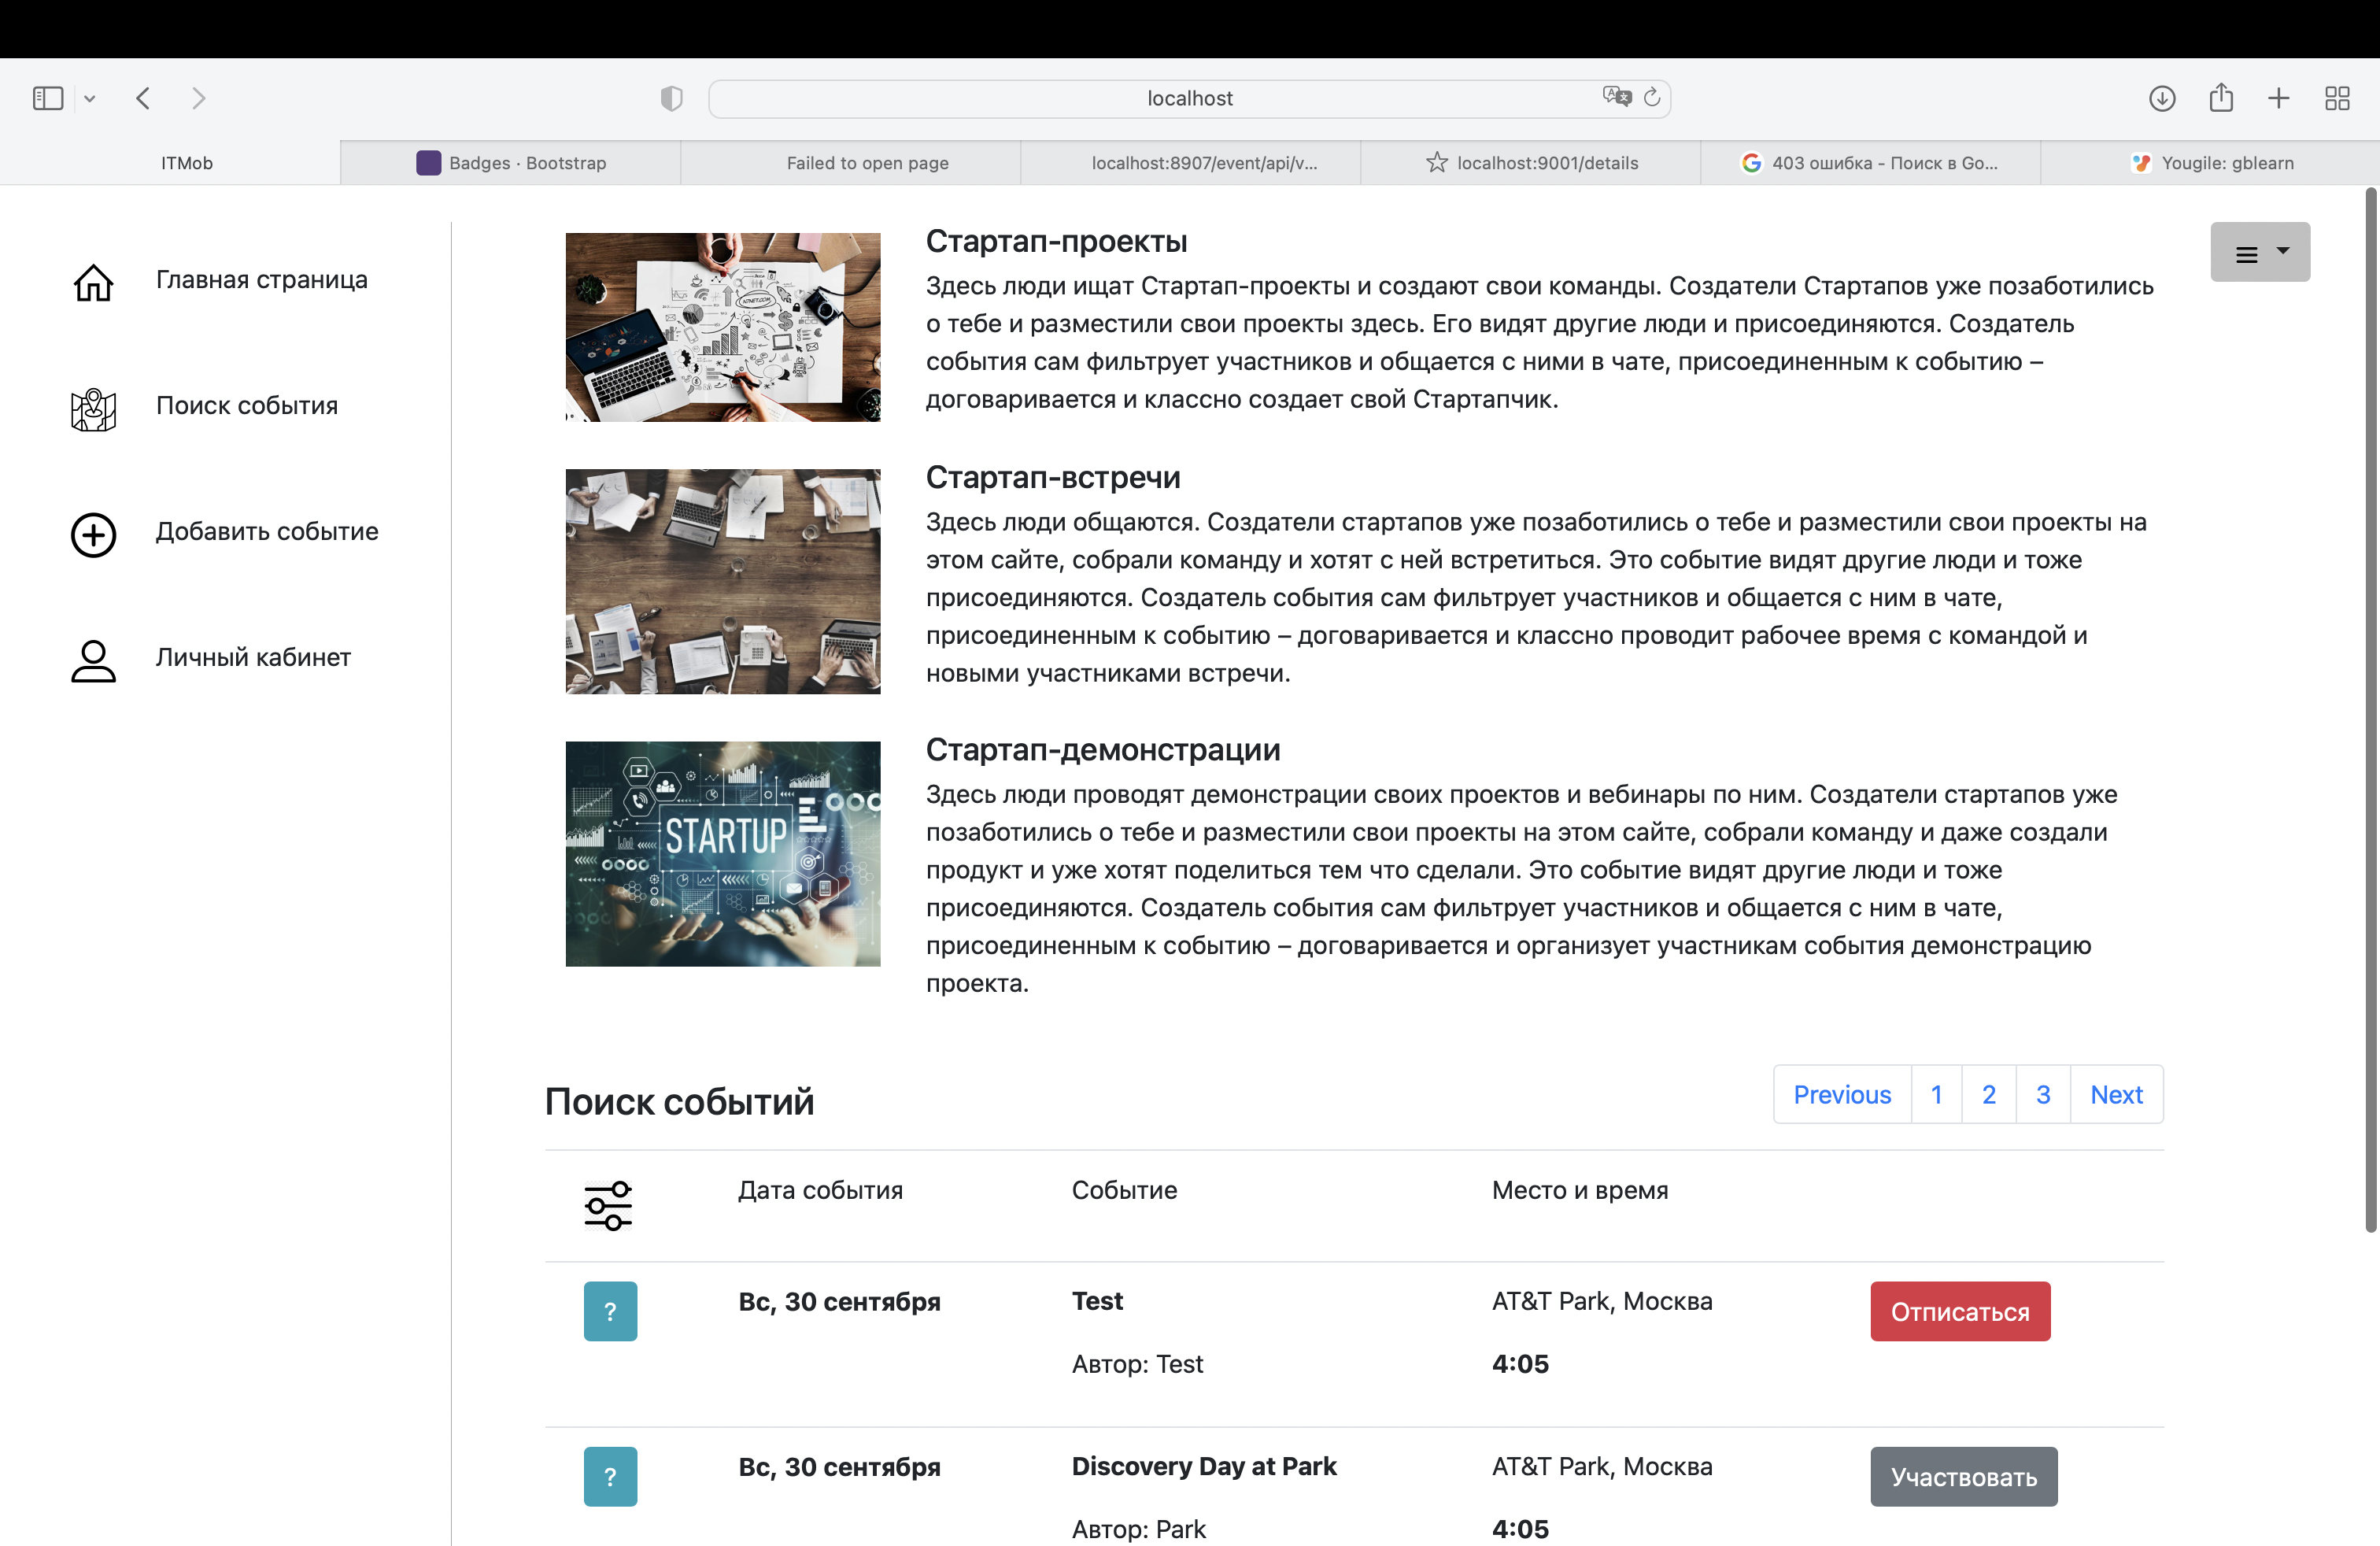 localhost
ITMob
Badges · Bootstrap
Failed to open page
localhost:8907/event/api/v...
localhost:9001/details
403 ошибка - Поиск в Go...
Yougile: gblearn
Главная страница
Поиск события
Добавить событие
Личный кабинет
Стартап-проекты
Здесь люди ищат Стартап-проекты и создают свои команды. Создатели Стартапов уже позаботились
о тебе и разместили свои проекты здесь. Его видят другие люди и присоединяются. Создатель
события сам фильтрует участников и общается с ними в чате, присоединенным к событию –
договаривается и классно создает свой Стартапчик.
Стартап-встречи
Здесь люди общаются. Создатели стартапов уже позаботились о тебе и разместили свои проекты на
этом сайте, собрали команду и хотят с ней встретиться. Это событие видят другие люди и тоже
присоединяются. Создатель события сам фильтрует участников и общается с ним в чате,
присоединенным к событию – договаривается и классно проводит рабочее время с командой и
новыми участниками встречи.
STARTUP
Стартап-демонстрации
Здесь люди проводят демонстрации своих проектов и вебинары по ним. Создатели стартапов уже
позаботились о тебе и разместили свои проекты на этом сайте, собрали команду и даже создали
продукт и уже хотят поделиться тем что сделали. Это событие видят другие люди и тоже
присоединяются. Создатель события сам фильтрует участников и общается с ним в чате,
присоединенным к событию – договаривается и организует участникам события демонстрацию
проекта.
Поиск событий
Previous 1 2 3 Next
Дата события Событие Место и время
? Вс, 30 сентября Test AT&T Park, Москва Отписаться
Автор: Test 4:05
? Вс, 30 сентября Discovery Day at Park AT&T Park, Москва Участвовать
Автор: Park 4:05